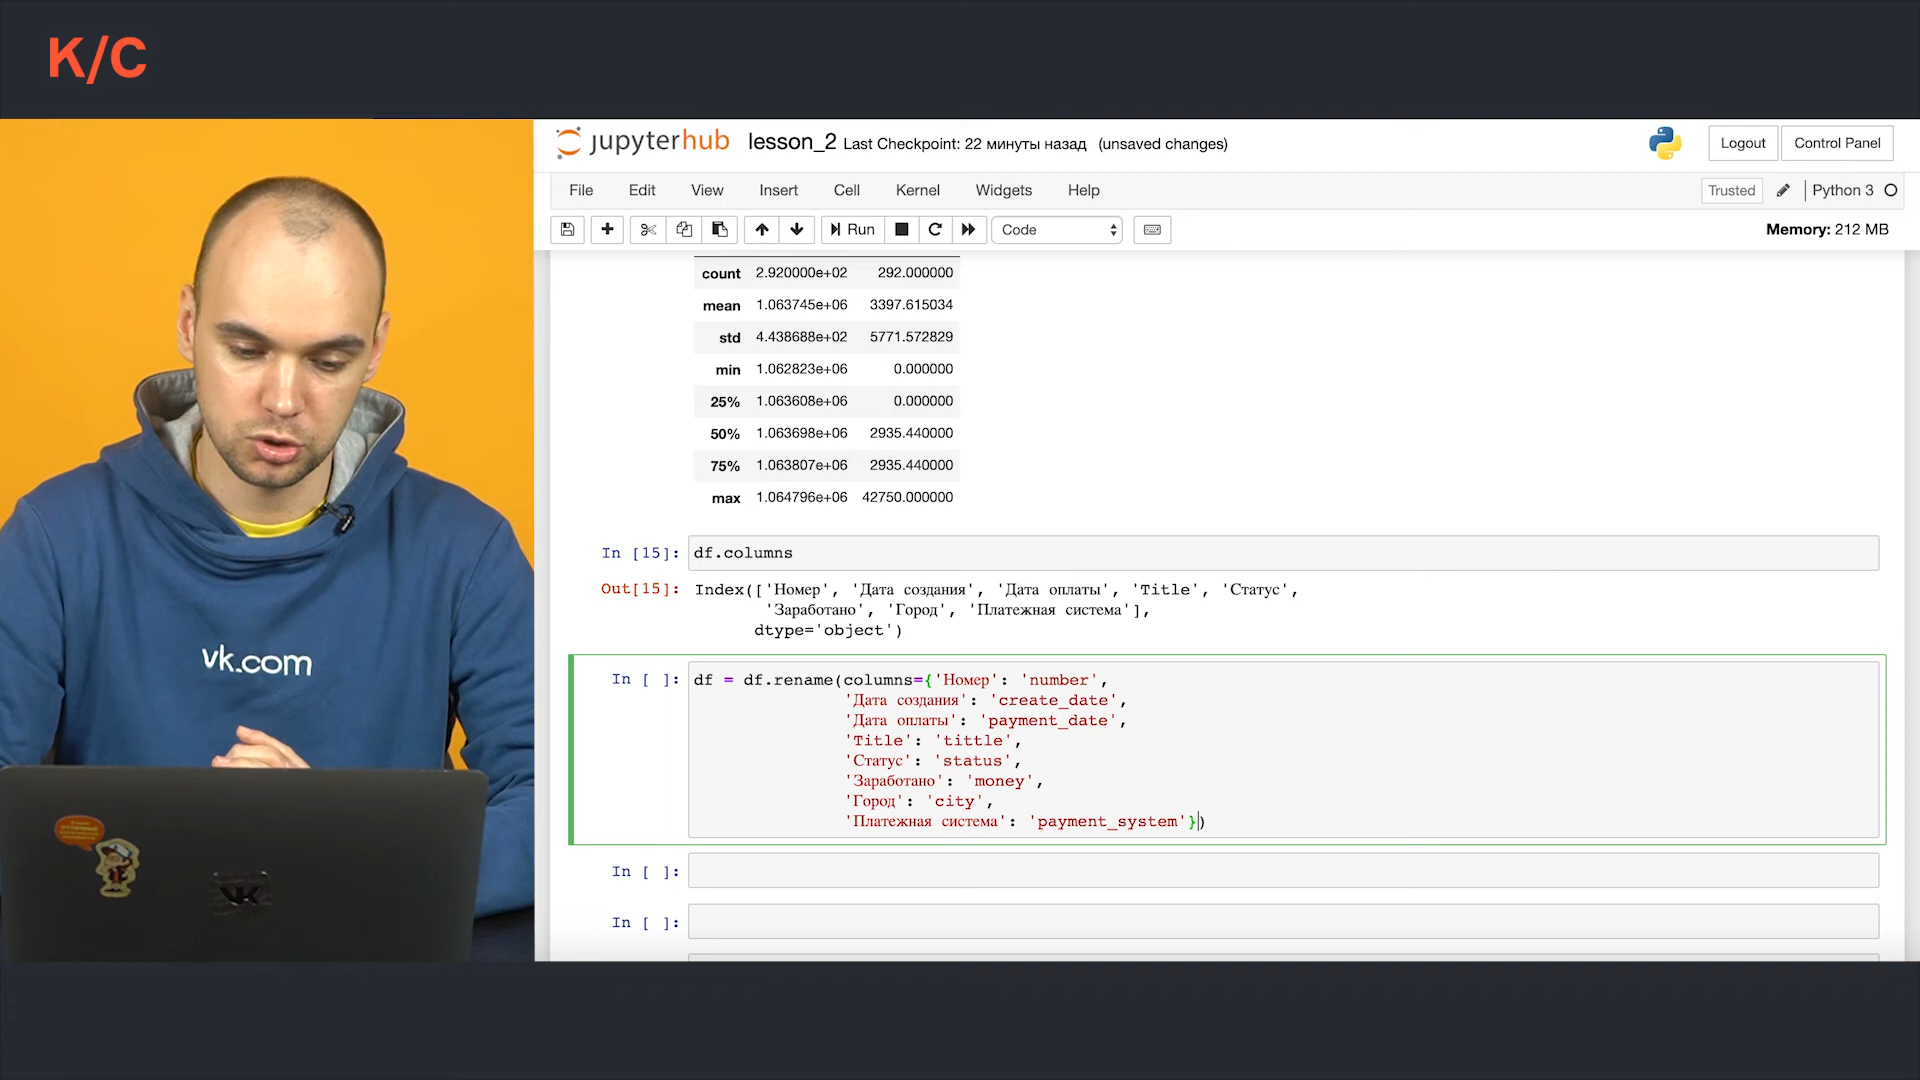 K/C
jupyterhub lesson_2 Last Checkpoint: 22 минуты назад (unsaved changes)
Logout Control Panel
File Edit View Insert Cell Kernel Widgets Help
Trusted Python 3
Run Code
Memory: 212 MB
count 2.920000e+02 292.000000
mean 1.063745e+06 3397.615034
std 4.438688e+02 5771.572829
min 1.062823e+06 0.000000
25% 1.063608e+06 0.000000
50% 1.063698e+06 2935.440000
75% 1.063807e+06 2935.440000
max 1.064796e+06 42750.000000
In [15]: df.columns
Out[15]: Index(['Номер', 'Дата создания', 'Дата оплаты', 'Title', 'Статус',
'Заработано', 'Город', 'Платежная система'],
dtype='object')
In [ ]: df = df.rename(columns={'Номер': 'number',
'Дата создания': 'create_date',
'Дата оплаты': 'payment_date',
'Title': 'tittle',
'Статус': 'status',
'Заработано': 'money',
'Город': 'city',
'Платежная система': 'payment_system'})
In [ ]:
In [ ]:
vk.com